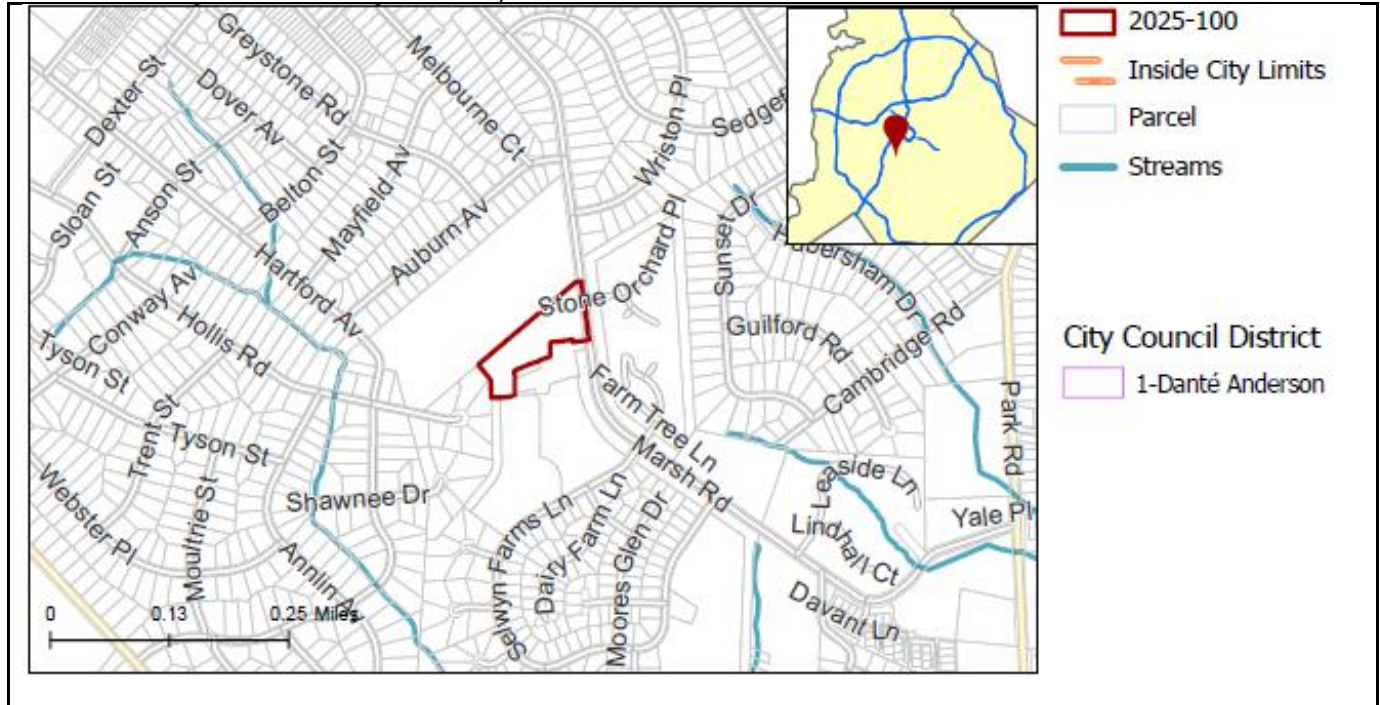 Greystone Rd
Melbourne Ct
Dexter St
Dover Av
Wriston Pl
Belton St
Mayfield Av
Sloan St
Anson St
Auburn Av
Sunset Dr
Habersham Dr
Hartford Av
Stone Orchard Pl
Conway Av
Hollis Rd
Guilford Rd
Cambridge Rd
Tyson St
Farm Tree Ln
Park Rd
Trent St
Tyson St
Marsh Rd
Leaside Ln
Webster Pl
Moultrie St
Shawnee Dr
Selwyn Farms Ln
Dairy Farm Ln
Moores Glen Dr
Lindhall Ct
Yale Pl
Davant Ln
0 0.13 0.25 Miles
2025-100
Inside City Limits
Parcel
Streams
City Council District
1-Danté Anderson